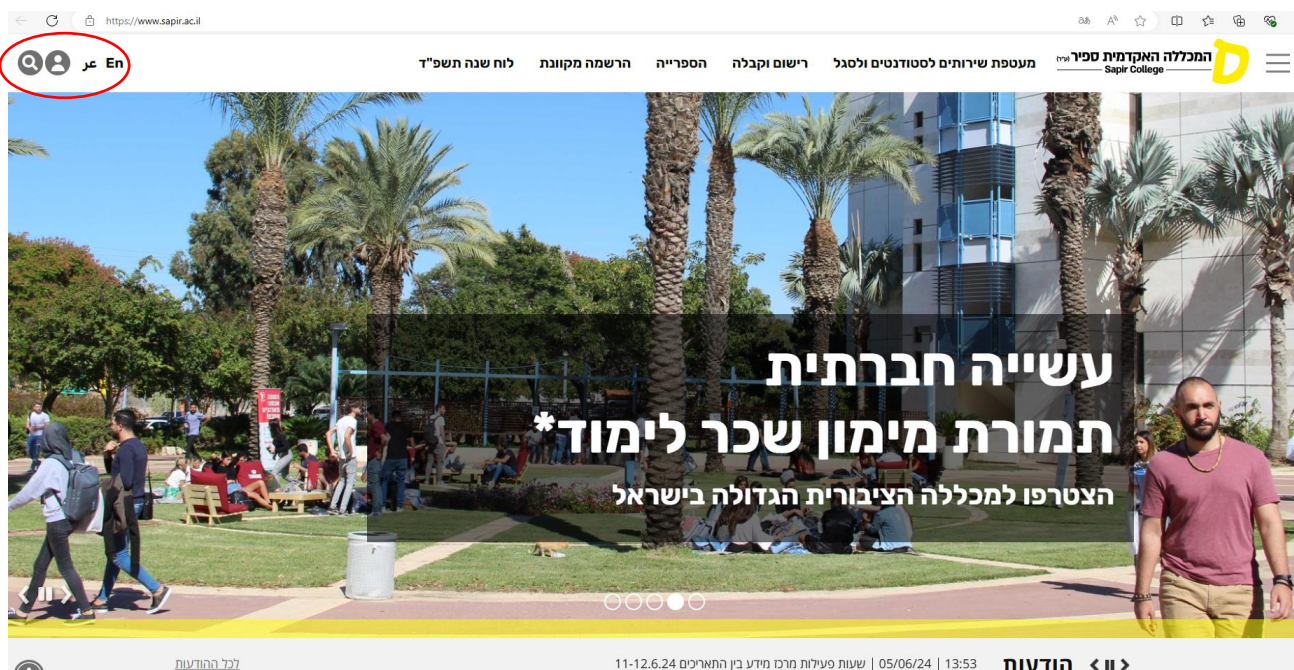 https://www.sapir.ac.il
המכללה האקדמית ספיר (ע״ר)
Sapir College
מעטפת שירותים לסטודנטים ולסגל
רישום וקבלה
הספרייה
הרשמה מקוונת
לוח שנה תשפ"ד
En
عر
עשייה חברתית
תמורת מימון שכר לימוד*
הצטרפו למכללה הציבורית הגדולה בישראל
הודעות
13:53 | 05/06/24 | שעות פעילות מרכז מידע בין התאריכים 11-12.6.24
לכל ההודעות